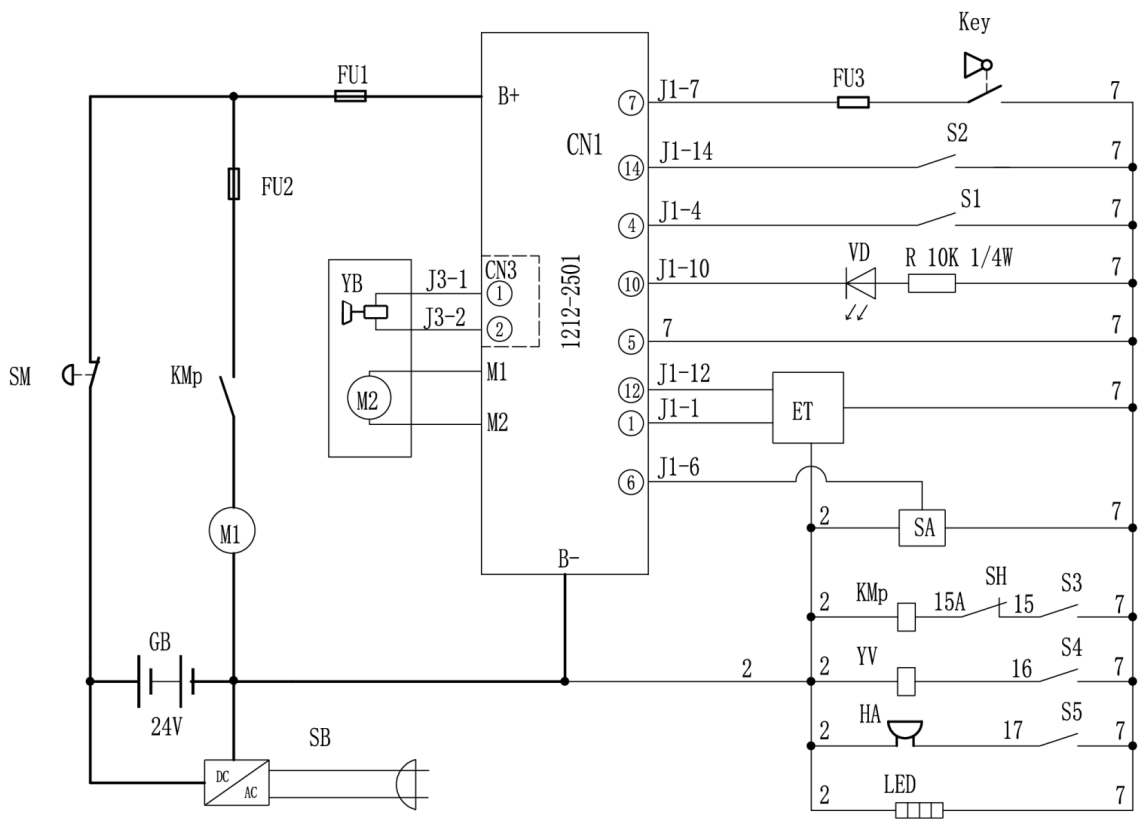 Key
FU1
B+
7
J1-7
FU3
7
CN1
14
J1-14
S2
7
FU2
4
J1-4
S1
7
YB
J3-1
CN3
1
10
J1-10
VD
R 10K 1/4W
7
J3-2
2
1212-2501
5
7
7
SM
KMp
M1
12
J1-12
M2
M2
1
J1-1
ET
7
6
J1-6
M1
2
SA
7
B-
2
KMp
15A
SH
15
S3
7
GB
24V
2
2
YV
16
S4
7
SB
2
HA
17
S5
7
DC
AC
2
LED
7